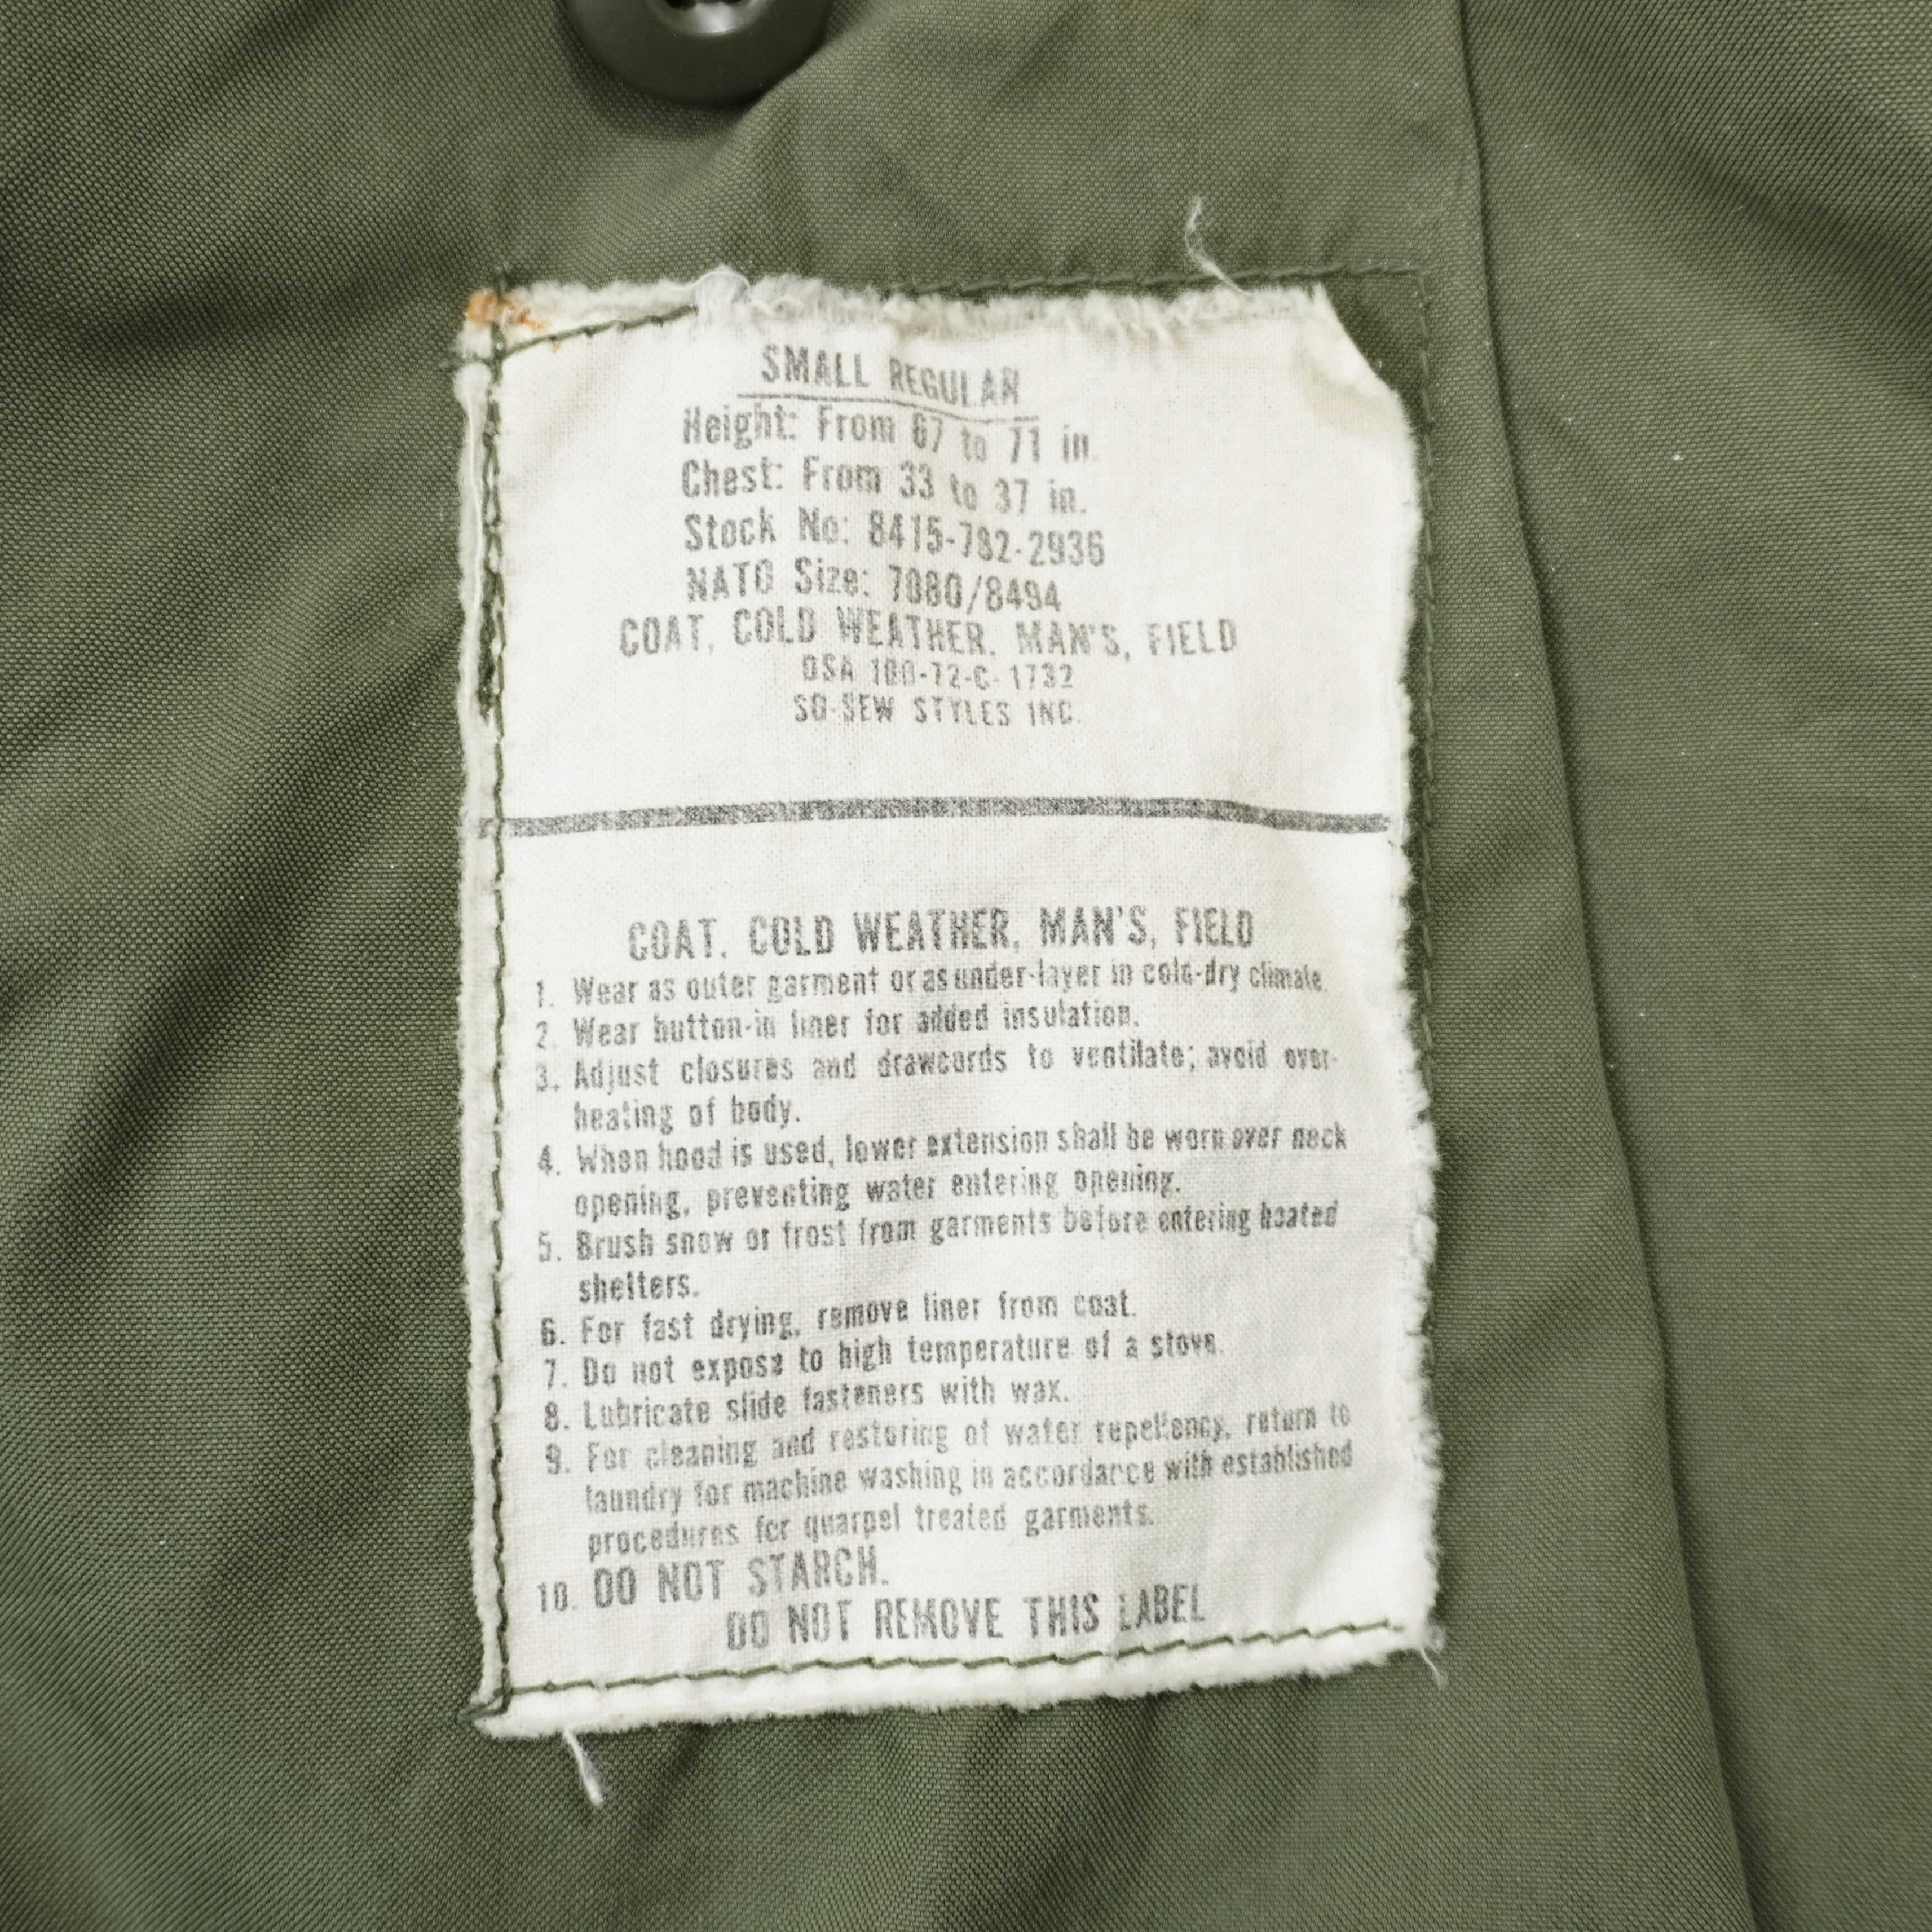 SMALL REGULAR
Height: From 67 to 71 in.
Chest: From 33 to 37 in.
Stock No: 8415-782-2936
NATO Size: 7080/8494
COAT, COLD WEATHER, MAN'S, FIELD
DSA 100-72-C-1732
SO-SEW STYLES INC.
COAT, COLD WEATHER, MAN'S, FIELD
1. Wear as outer garment or as under-layer in cold-dry climate.
2. Wear button-in liner for added insulation.
3. Adjust closures and drawcords to ventilate; avoid over-
heating of body.
4. When hood is used, lower extension shall be worn over neck
opening, preventing water entering opening.
5. Brush snow or frost from garments before entering heated
shelters.
6. For fast drying, remove liner from coat.
7. Do not expose to high temperature of a stove.
8. Lubricate slide fasteners with wax.
9. For cleaning and restoring of water repellency, return to
laundry for machine washing in accordance with established
procedures for quarpel treated garments.
10. DO NOT STARCH.
DO NOT REMOVE THIS LABEL